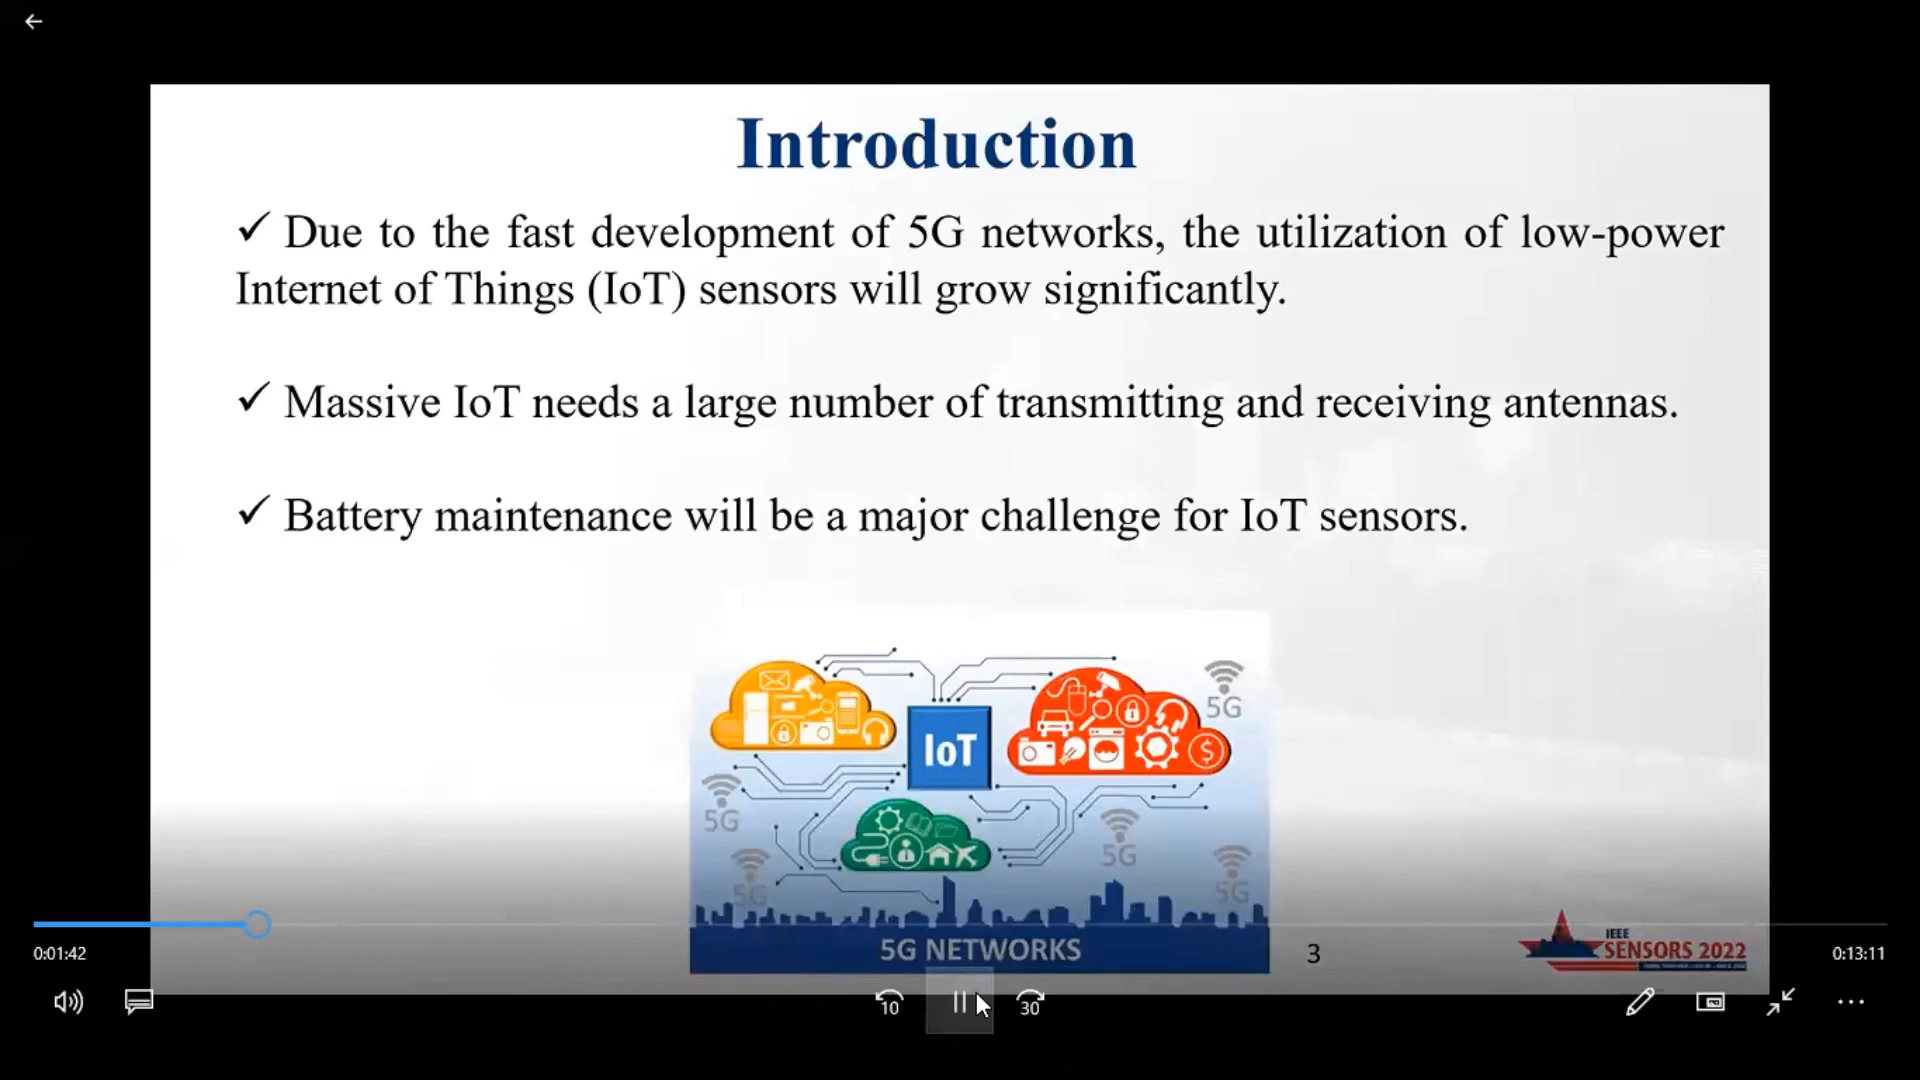 Introduction
✓ Due to the fast development of 5G networks, the utilization of low-power
Internet of Things (IoT) sensors will grow significantly.
✓ Massive IoT needs a large number of transmitting and receiving antennas.
✓ Battery maintenance will be a major challenge for IoT sensors.
5G
IoT
5G
5G
5G
5G
5G NETWORKS
3
IEEE
SENSORS 2022
0:01:42
0:13:11
10
30